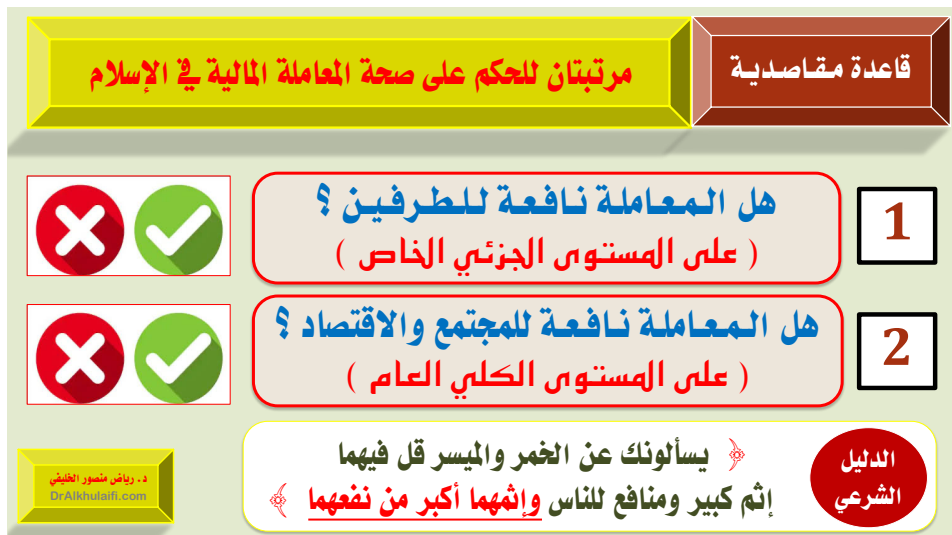 قاعدة مقاصدية
مرتبتان للحكم على صحة المعاملة المالية في الإسلام
1
هل المعاملة نافعة للطرفين ؟
( على المستوى الجزئي الخاص )
2
هل المعاملة نافعة للمجتمع والاقتصاد ؟
( على المستوى الكلي العام )
الدليل
الشرعي
﴿ يسألونك عن الخمر والميسر قل فيهما
إثم كبير ومنافع للناس وإثمهما أكبر من نفعهما ﴾
د. رياض منصور الخليفي
DrAlkhulaifi.com